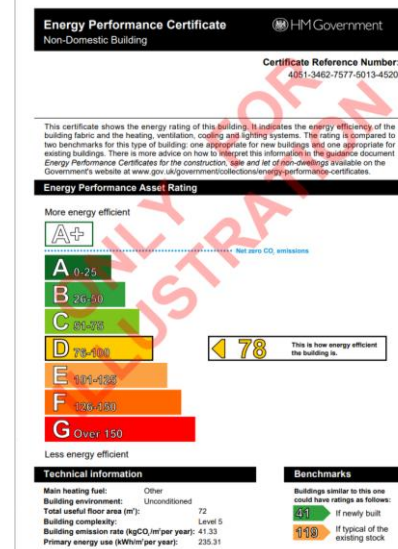 Energy Performance Certificate
HM Government
Non-Domestic Building
Certificate Reference Number:
4051-3462-7577-5013-4520
This certificate shows the energy rating of this building. It indicates the energy efficiency of the
building fabric and the heating, ventilation, cooling and lighting systems. The rating is compared to
two benchmarks for this type of building: one appropriate for new buildings and one appropriate for
existing buildings. There is more advice on how to interpret this information in the guidance document
Energy Performance Certificates for the construction, sale and let of non-dwellings available on the
Government's website at www.gov.uk/government/collections/energy-performance-certificates.
Energy Performance Asset Rating
More energy efficient
A+
Net zero CO₂ emissions
A 0-25
B 26-50
C 51-75
D 76-100
78
This is how energy efficient
the building is.
E 101-125
F 126-150
G Over 150
Less energy efficient
ONLY FOR
ILLUSTRATION
Technical information
Main heating fuel: Other
Building environment: Unconditioned
Total useful floor area (m²): 72
Building complexity: Level 5
Building emission rate (kgCO₂/m²per year): 41.33
Primary energy use (kWh/m²per year): 235.31
Benchmarks
Buildings similar to this one
could have ratings as follows:
41 If newly built
119 If typical of the
existing stock